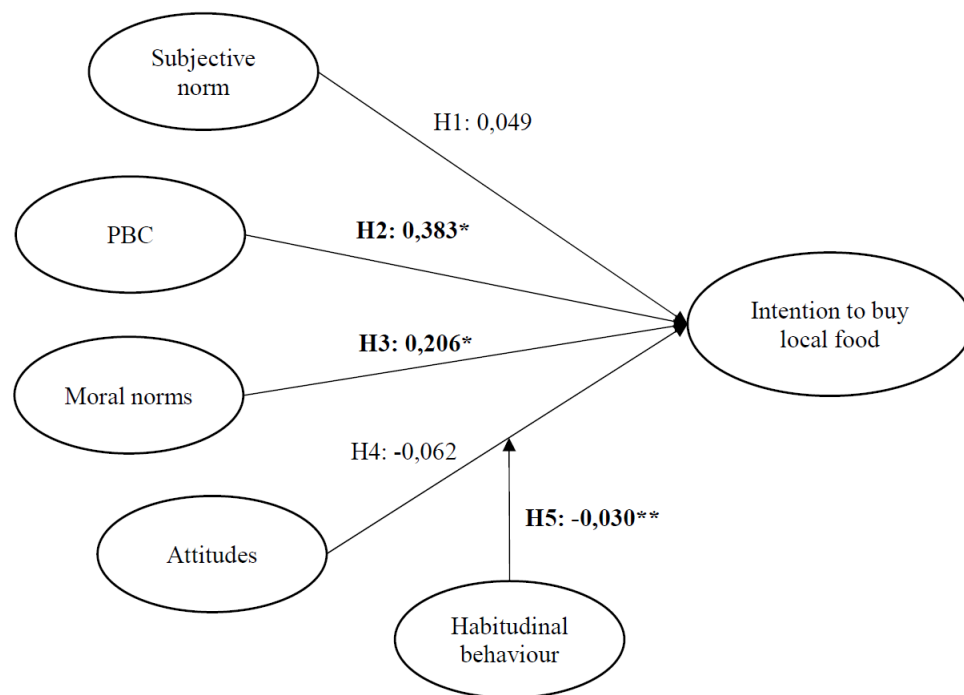 Subjective
norm
H1: 0,049
PBC
H2: 0,383*
Intention to buy
local food
H3: 0,206*
Moral norms
H4: -0,062
Attitudes
H5: -0,030**
Habitudinal
behaviour